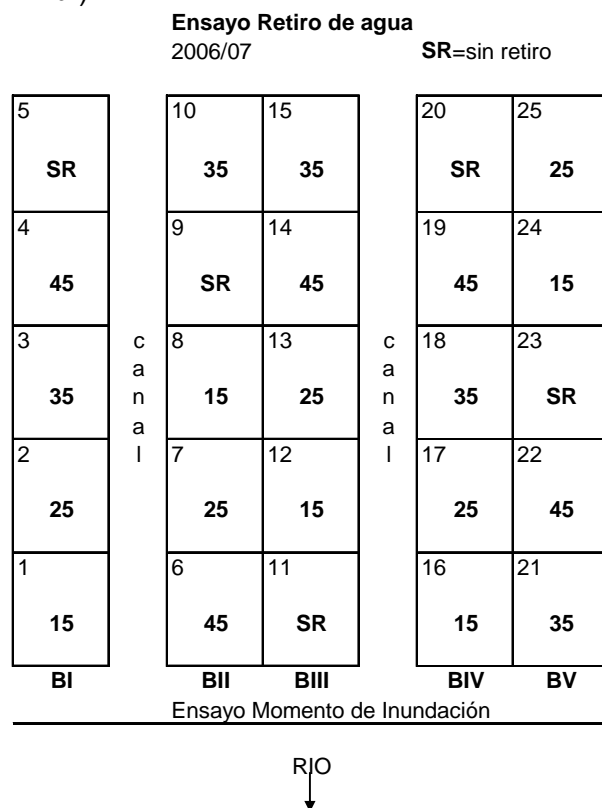 Ensayo Retiro de agua
2006/07 SR=sin retiro
5 10 15 20 25
SR 35 35 SR 25
4 9 14 19 24
45 SR 45 45 15
3 8 13 18 23
35 15 25 35 SR
canal canal
2 7 12 17 22
25 25 15 25 45
1 6 11 16 21
15 45 SR 15 35
BI BII BIII BIV BV
Ensayo Momento de Inundación
RIO